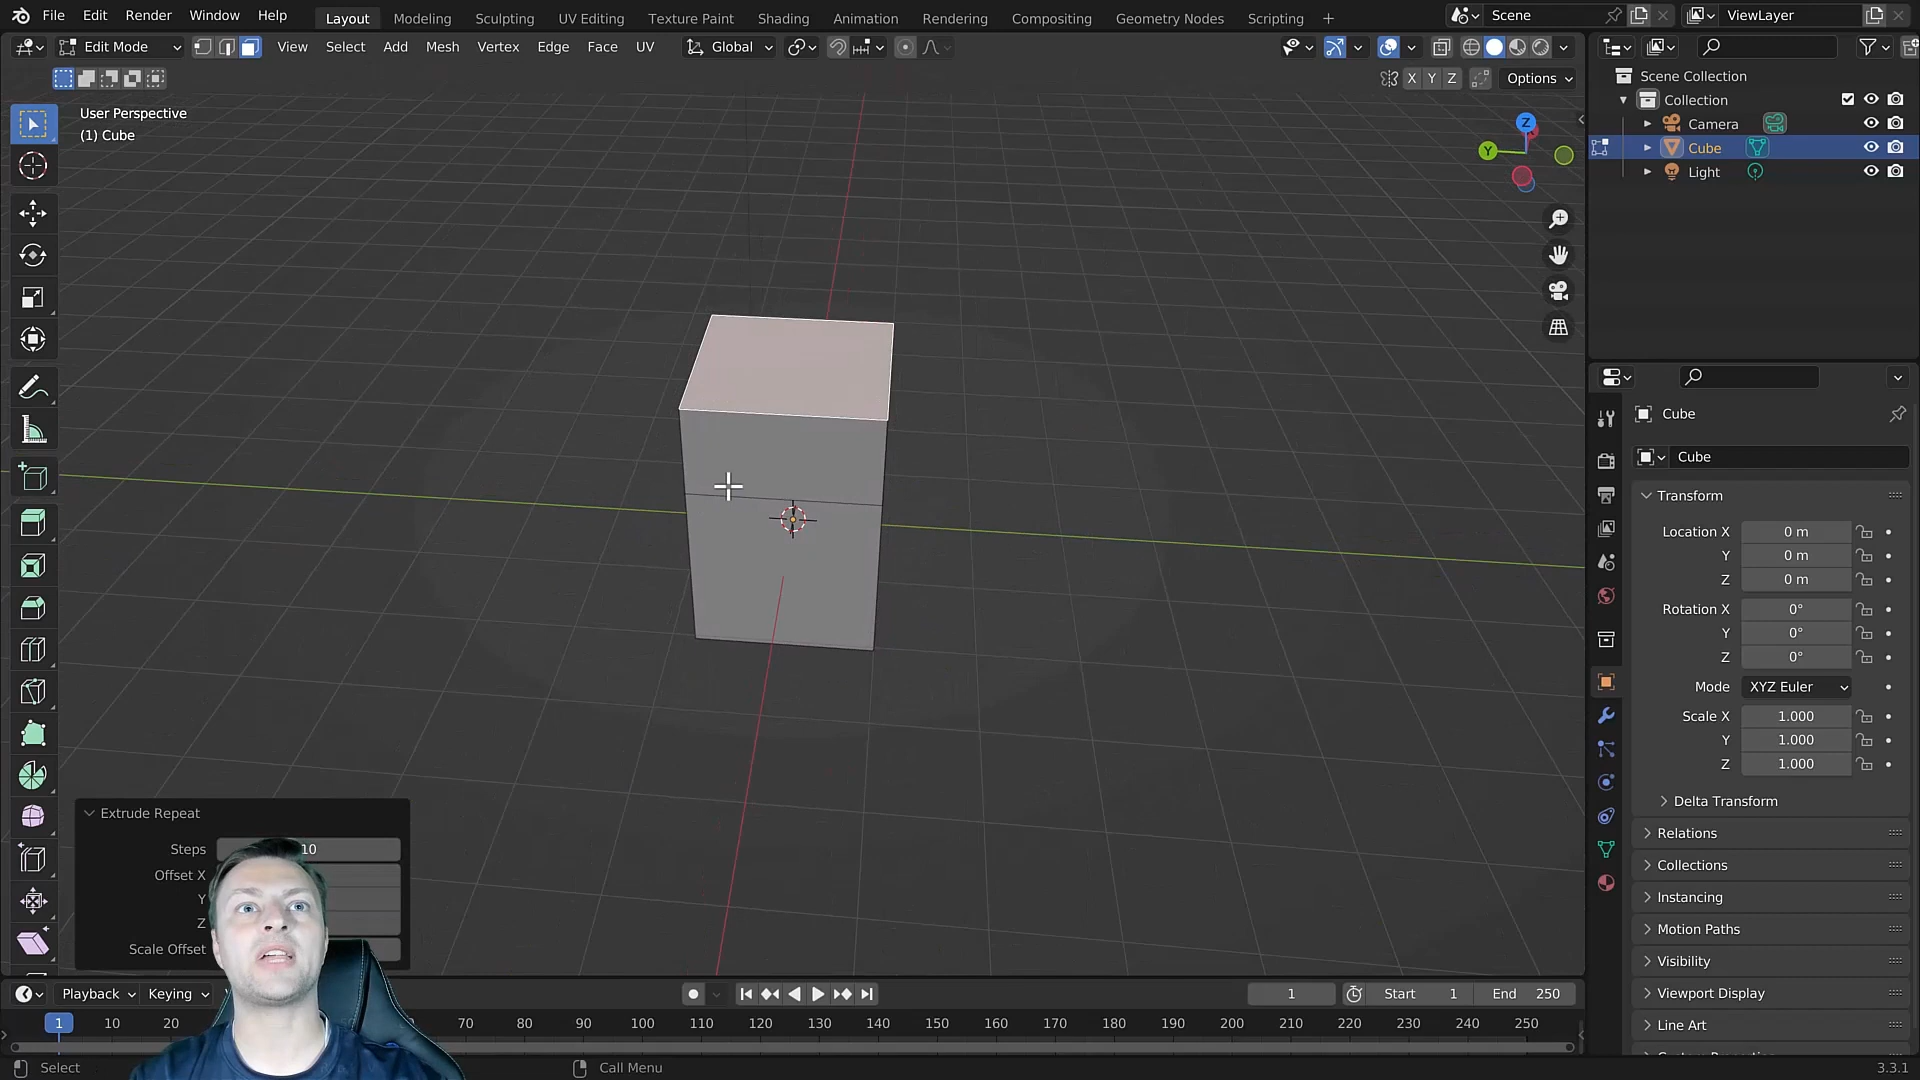 File Edit Render Window Help Layout Modeling Sculpting UV Editing Texture Paint Shading Animation Rendering Compositing Geometry Nodes Scripting + Scene ViewLayer
Edit Mode View Select Add Mesh Vertex Edge Face UV Global
X Y Z Options
Scene Collection
Collection
Camera
Cube
Light
User Perspective
(1) Cube
Z
Y
Cube
Cube
Transform
Location X 0 m
Y 0 m
Z 0 m
Rotation X 0°
Y 0°
Z 0°
Mode XYZ Euler
Scale X 1.000
Y 1.000
Z 1.000
Delta Transform
Relations
Collections
Instancing
Motion Paths
Visibility
Viewport Display
Line Art
Extrude Repeat
Steps 10
Offset X
Y
Z
Scale Offset
Playback Keying 1 Start 1 End 250
1 10 20 70 80 90 100 110 120 130 140 150 160 170 180 190 200 210 220 230 240 250
Select Call Menu 3.3.1